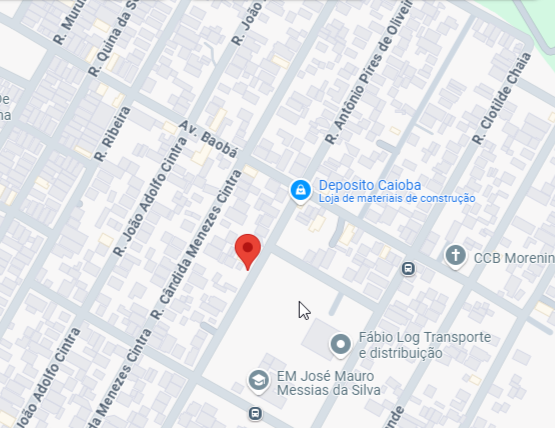 R. Quina da S
R. João
R. Antônio Pires de Oliveir
R. Clotilde Chaia
De
na
R. Ribeira
Av. Baobá
R. João Adolfo Cintra
R. Cândida Menezes Cintra
Deposito Caioba
Loja de materiais de construção
CCB Morenin
Fábio Log Transporte
e distribuição
EM José Mauro
Messias da Silva
João Adolfo Cintra
da Menezes Cintra
nde
R. Muru